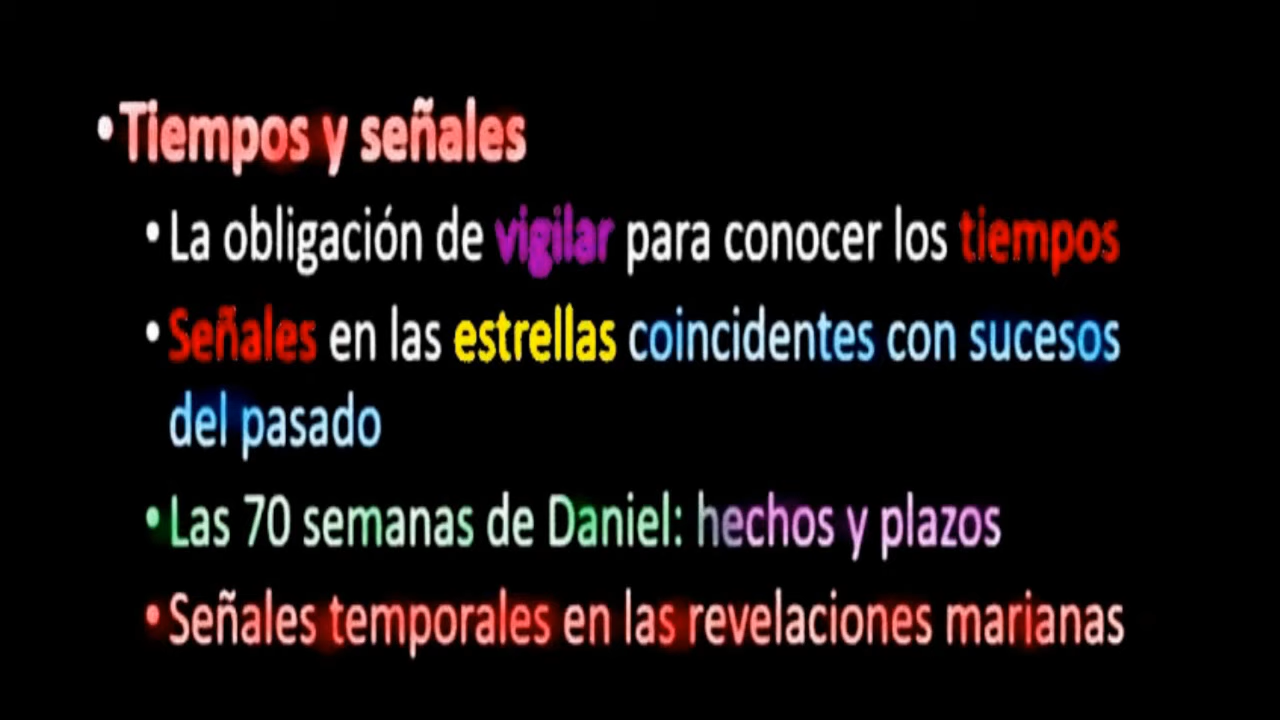 • Tiempos y señales
• La obligación de vigilar para conocer los tiempos
• Señales en las estrellas coincidentes con sucesos
del pasado
• Las 70 semanas de Daniel: hechos y plazos
• Señales temporales en las revelaciones marianas